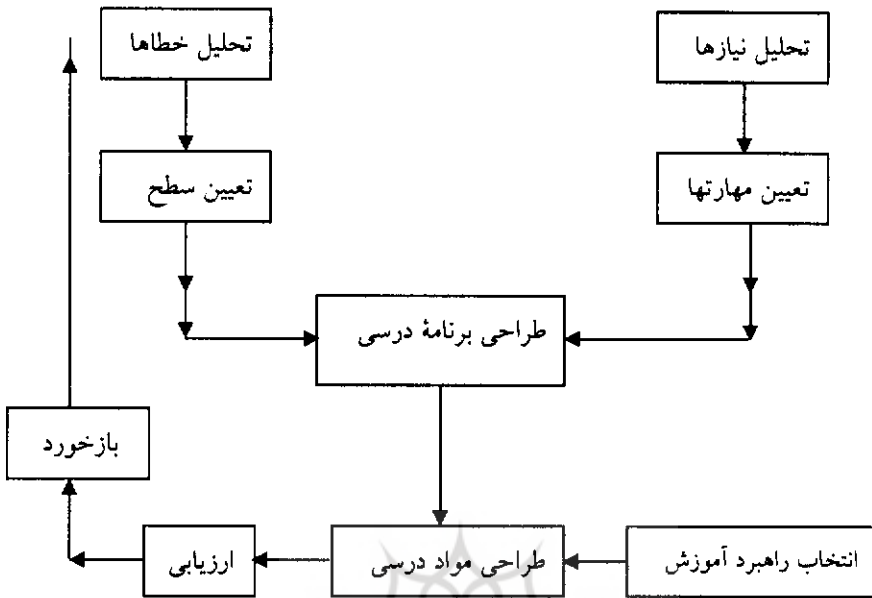 تحلیل نیازها
تحلیل خطاها
تعیین مهارتها
تعیین سطح
طراحی برنامهٔ درسی
بازخورد
انتخاب راهبرد آموزش
طراحی مواد درسی
ارزیابی